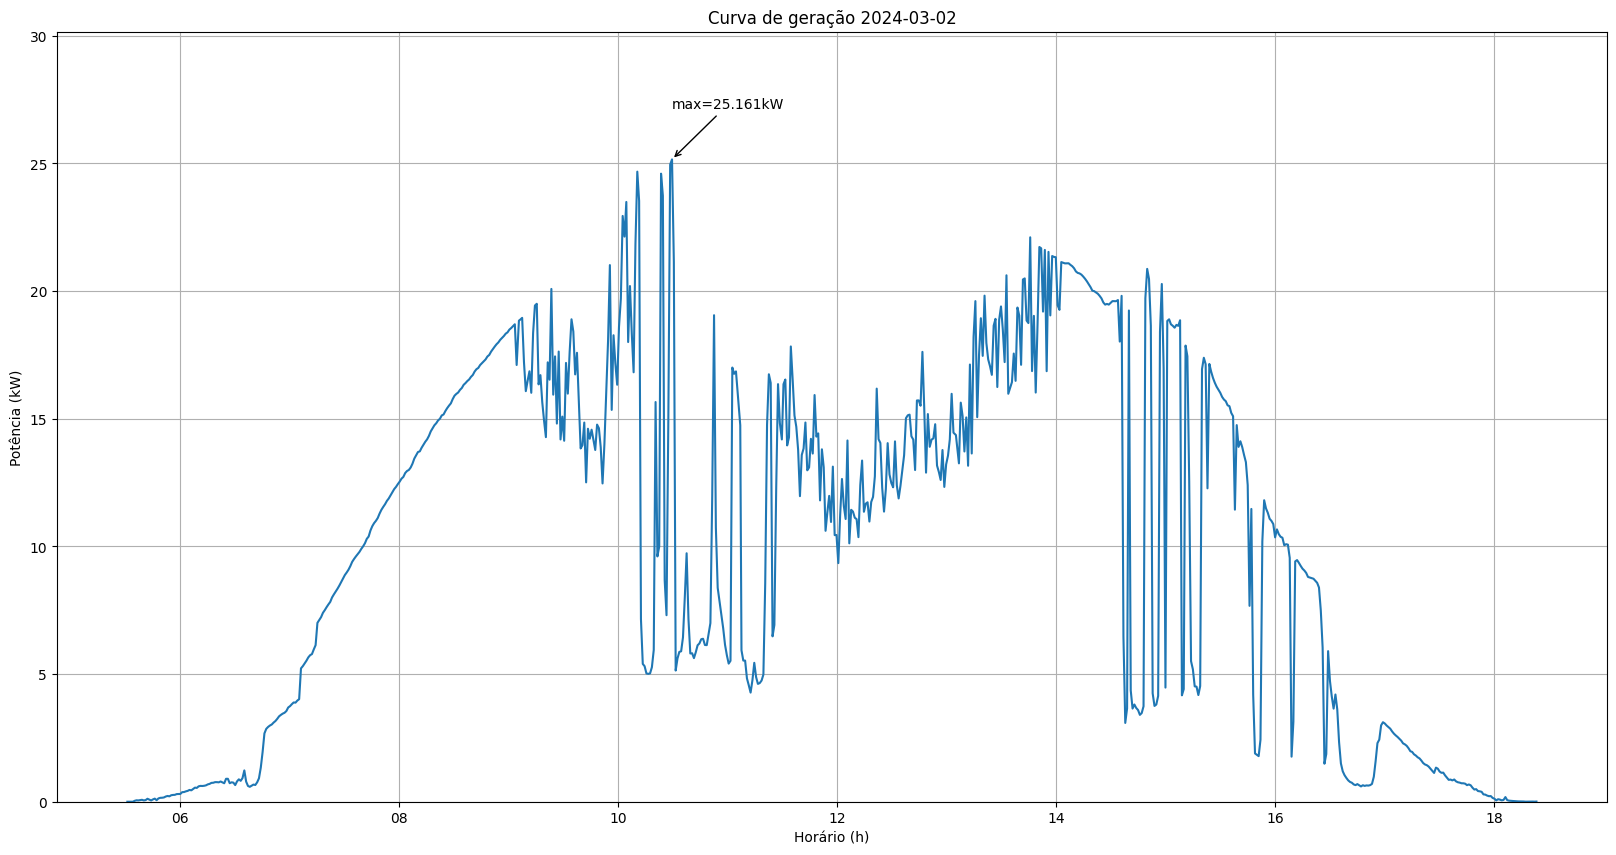 Curva de geração 2024-03-02
30
25
20
15
10
5
0
Potência (kW)
max=25.161kW
06 08 10 12 14 16 18
Horário (h)